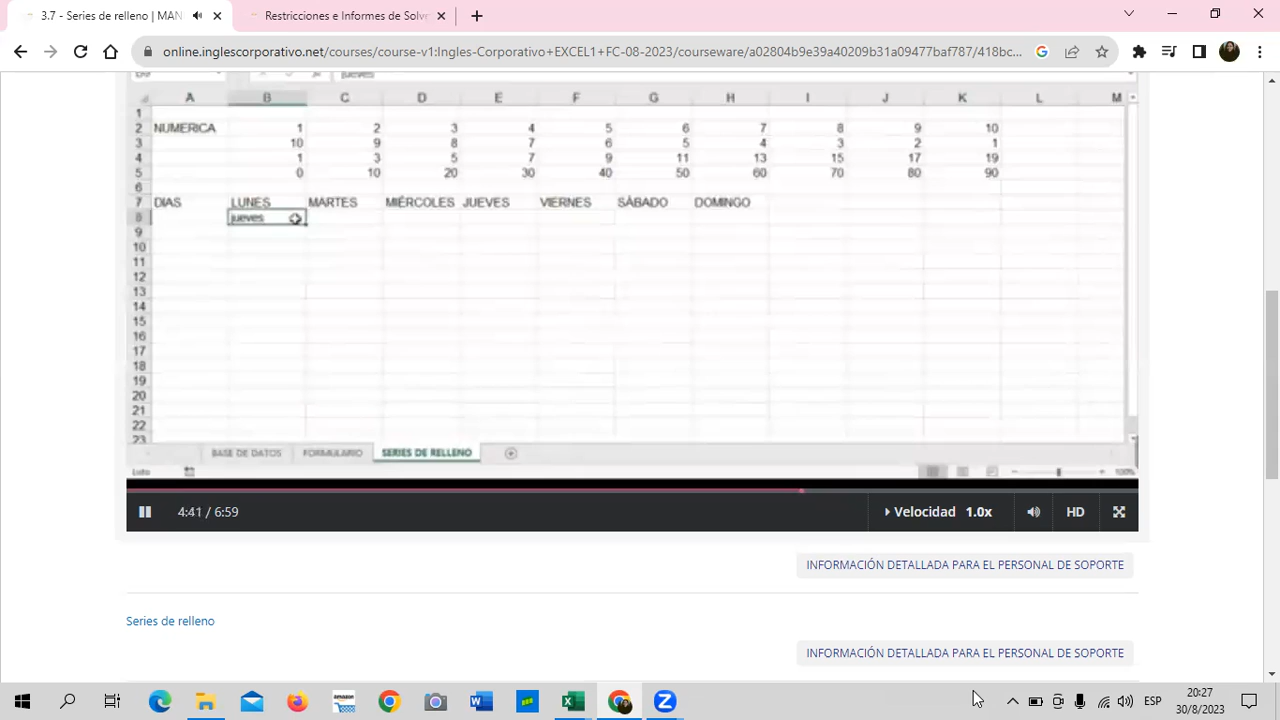 3.7 - Series de relleno | MAN
Restricciones e Informes de Solv
online.inglescorporativo.net/courses/course-v1:Ingles-Corporativo+EXCEL1+FC-08-2023/courseware/a02804b9e39a40209b31a09477baf787/418bc...
jueves
A B C D E F G H I J K L M
1
2 NUMERICA 1 2 3 4 5 6 7 8 9 10
3 10 9 8 7 6 5 4 3 2 1
4 1 3 5 7 9 11 13 15 17 19
5 0 10 20 30 40 50 60 70 80 90
6
7 DIAS LUNES MARTES MIÉRCOLES JUEVES VIERNES SÁBADO DOMINGO
8 jueves
9
10
11
12
13
14
15
16
17
18
19
20
21
22
23
BASE DE DATOS FORMULARIO SERIES DE RELLENO
Listo 100%
4:41 / 6:59 Velocidad 1.0x HD
INFORMACIÓN DETALLADA PARA EL PERSONAL DE SOPORTE
Series de relleno
INFORMACIÓN DETALLADA PARA EL PERSONAL DE SOPORTE
ESP
20:27
30/8/2023